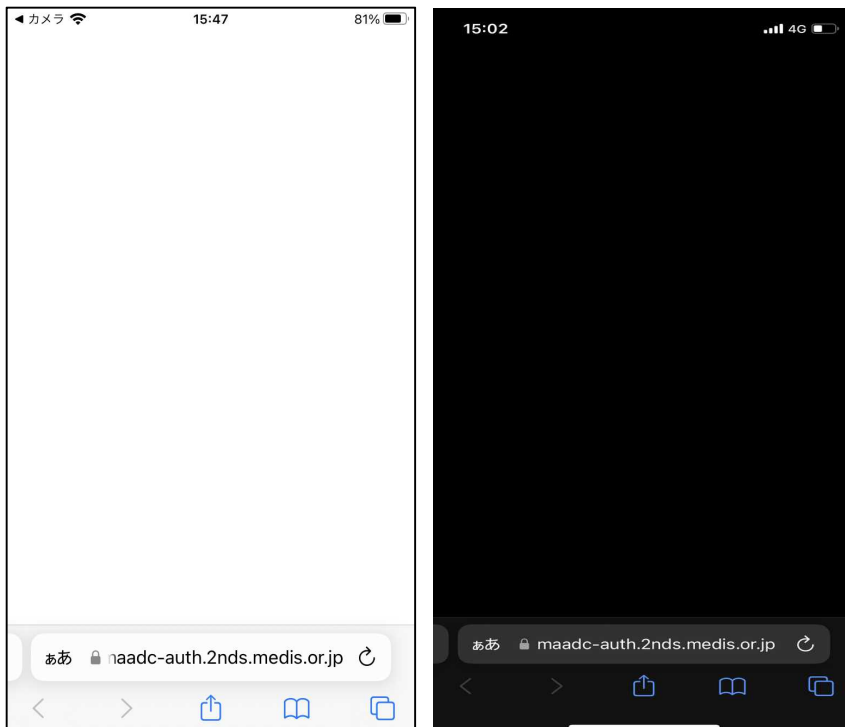 ◀ カメラ 15:47 81%
ぁあ maadc-auth.2nds.medis.or.jp
15:02 4G
ぁあ maadc-auth.2nds.medis.or.jp